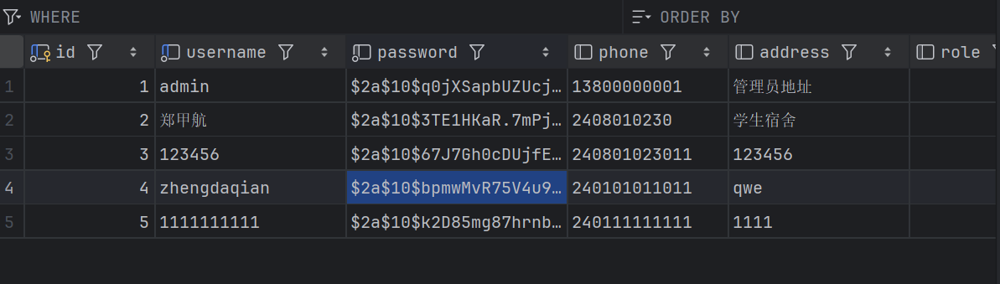 WHERE ORDER BY
id username password phone address role
1 1 admin $2a$10$q0jXSapbUZUcj… 13800000001 管理员地址
2 2 郑甲航 $2a$10$3TE1HKaR.7mPj… 2408010230 学生宿舍
3 3 123456 $2a$10$67J7Gh0cDUjfE… 240801023011 123456
4 4 zhengdaqian $2a$10$bpmwMvR75V4u9… 240101011011 qwe
5 5 1111111111 $2a$10$k2D85mg87hrnb… 240111111111 1111